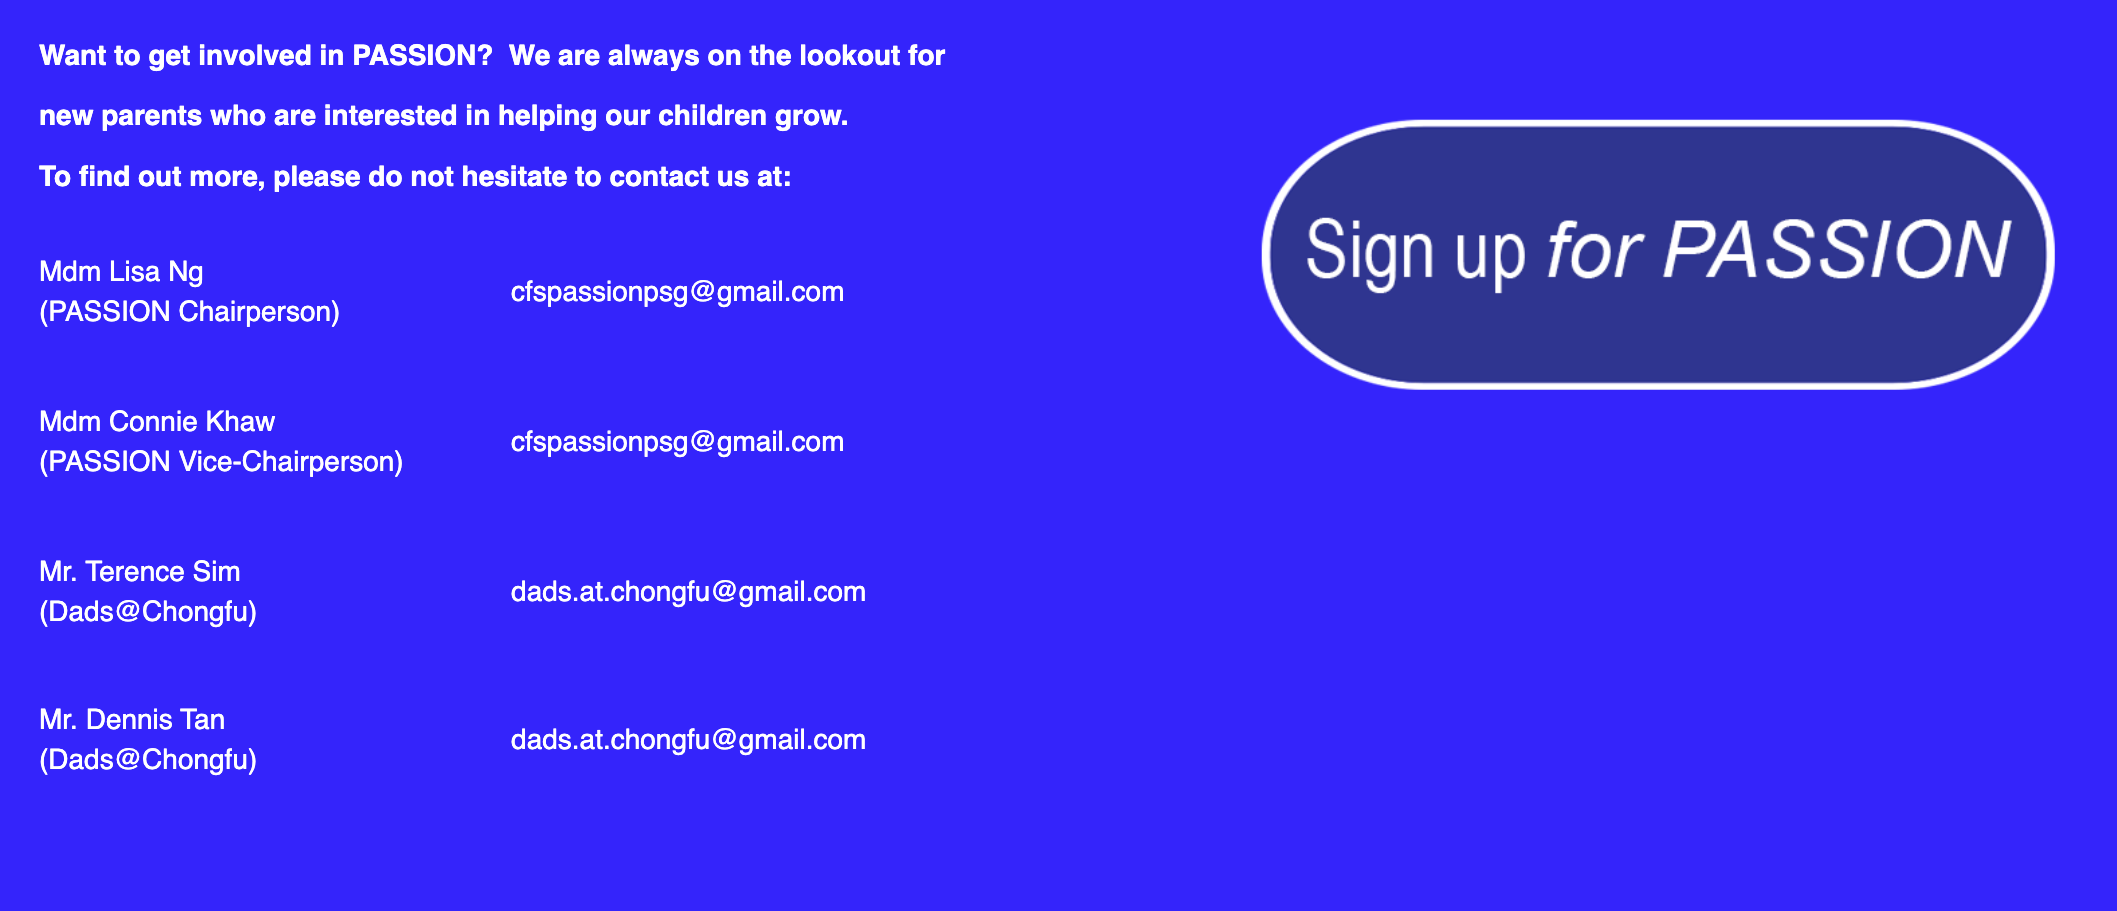 Want to get involved in PASSION?  We are always on the lookout for
new parents who are interested in helping our children grow.
To find out more, please do not hesitate to contact us at:
Mdm Lisa Ng
(PASSION Chairperson)
cfspassionpsg@gmail.com
Mdm Connie Khaw
(PASSION Vice-Chairperson)
cfspassionpsg@gmail.com
Mr. Terence Sim
(Dads@Chongfu)
dads.at.chongfu@gmail.com
Mr. Dennis Tan
(Dads@Chongfu)
dads.at.chongfu@gmail.com
Sign up for PASSION